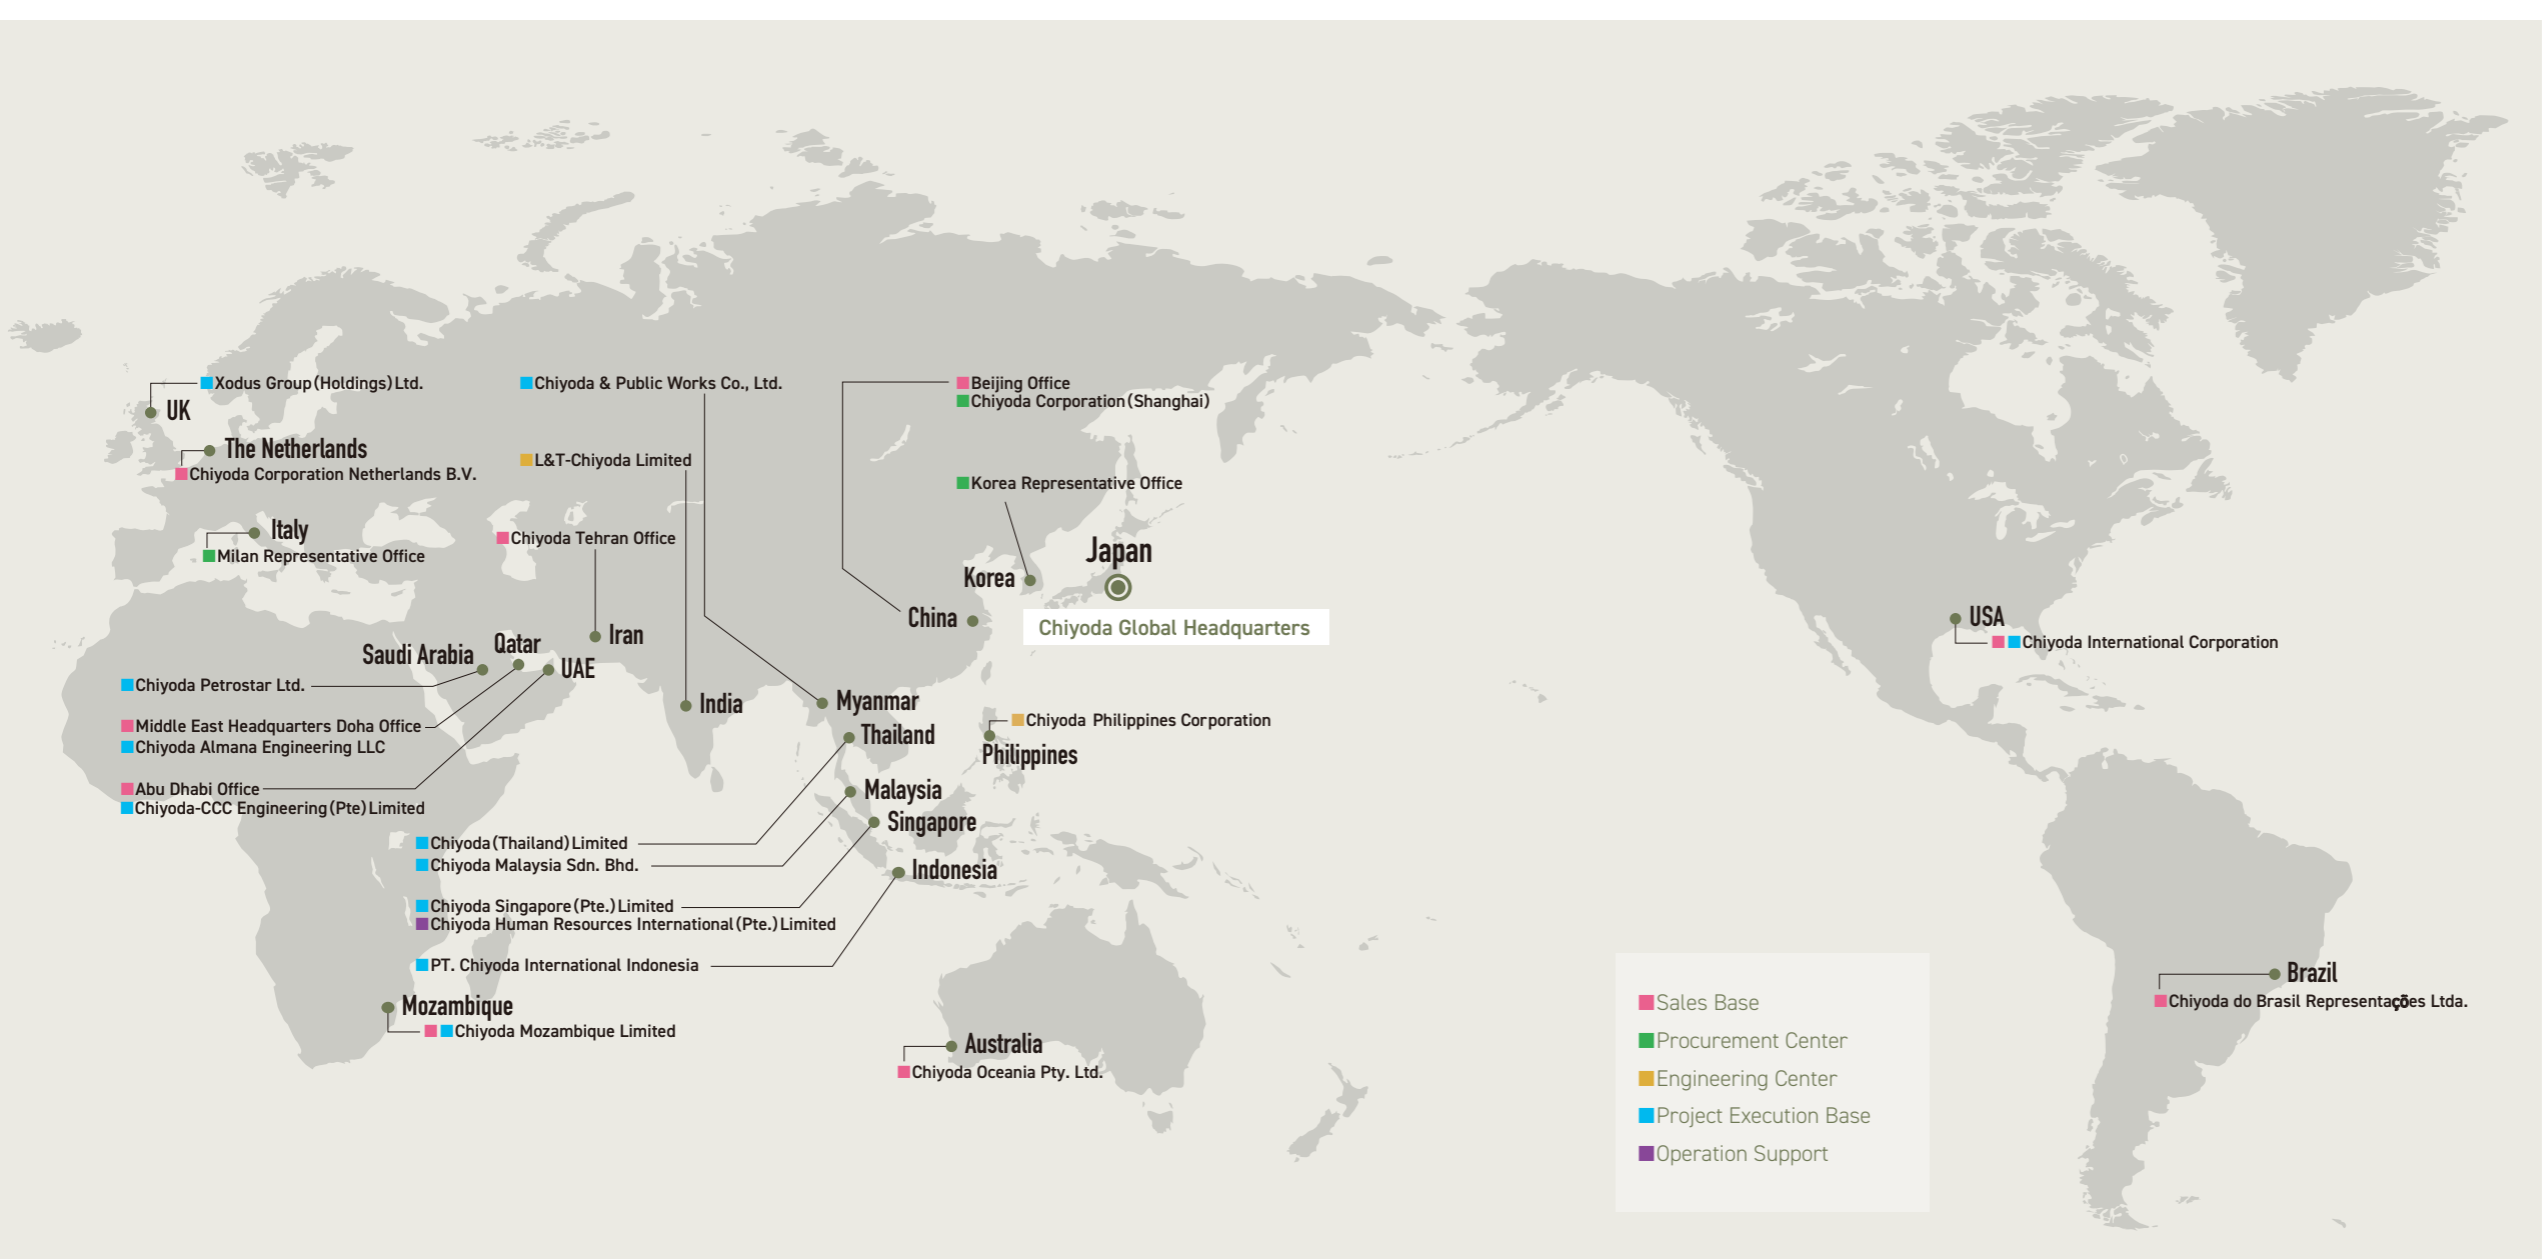 Xodus Group (Holdings) Ltd.
UK
The Netherlands
Chiyoda Corporation Netherlands B.V.
Italy
Milan Representative Office
Chiyoda & Public Works Co., Ltd.
L&T-Chiyoda Limited
Chiyoda Tehran Office
Beijing Office
Chiyoda Corporation (Shanghai)
Korea Representative Office
Japan
Korea
China
Chiyoda Global Headquarters
USA
Chiyoda International Corporation
Iran
Qatar
Saudi Arabia
UAE
Chiyoda Petrostar Ltd.
Middle East Headquarters Doha Office
Chiyoda Almana Engineering LLC
Abu Dhabi Office
Chiyoda-CCC Engineering (Pte) Limited
India
Myanmar
Thailand
Chiyoda Philippines Corporation
Philippines
Malaysia
Singapore
Indonesia
Chiyoda (Thailand) Limited
Chiyoda Malaysia Sdn. Bhd.
Chiyoda Singapore (Pte.) Limited
Chiyoda Human Resources International (Pte.) Limited
PT. Chiyoda International Indonesia
Mozambique
Chiyoda Mozambique Limited
Australia
Chiyoda Oceania Pty. Ltd.
Brazil
Chiyoda do Brasil Representações Ltda.
Sales Base
Procurement Center
Engineering Center
Project Execution Base
Operation Support